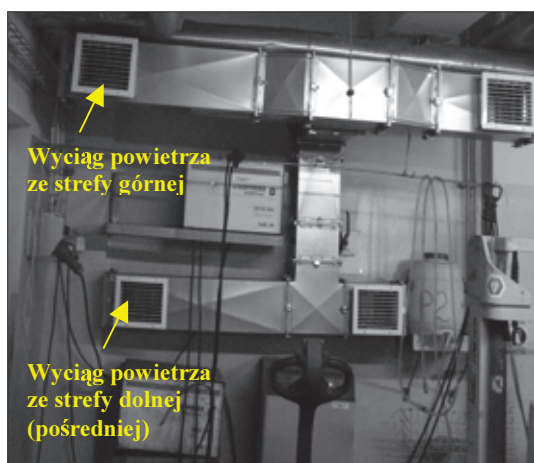 Wyciąg powietrza
ze strefy górnej
Wyciąg powietrza
ze strefy dolnej
(pośredniej)
P2